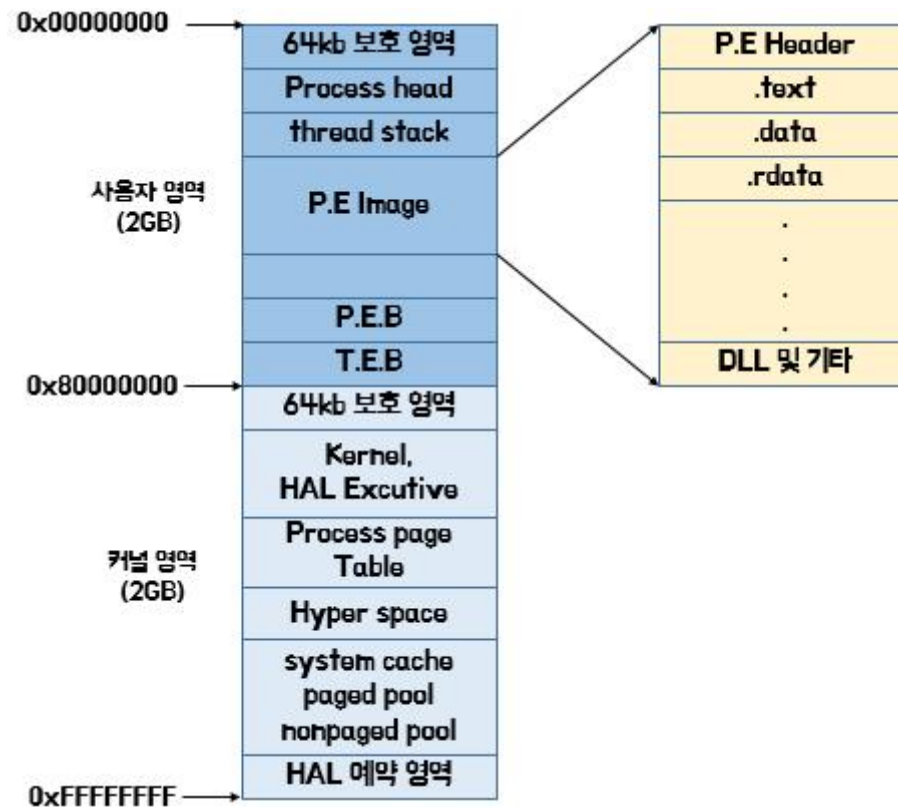 0x00000000
64kb 보호 영역
Process head
thread stack
사용자 영역
(2GB)
P.E Image
P.E.B
T.E.B
0x80000000
64kb 보호 영역
Kernel,
HAL Excutive
Process page
Table
커널 영역
(2GB)
Hyper space
system cache
paged pool
nonpaged pool
HAL 예약 영역
0xFFFFFFFF
P.E Header
.text
.data
.rdata
.
.
.
.
DLL 및 기타